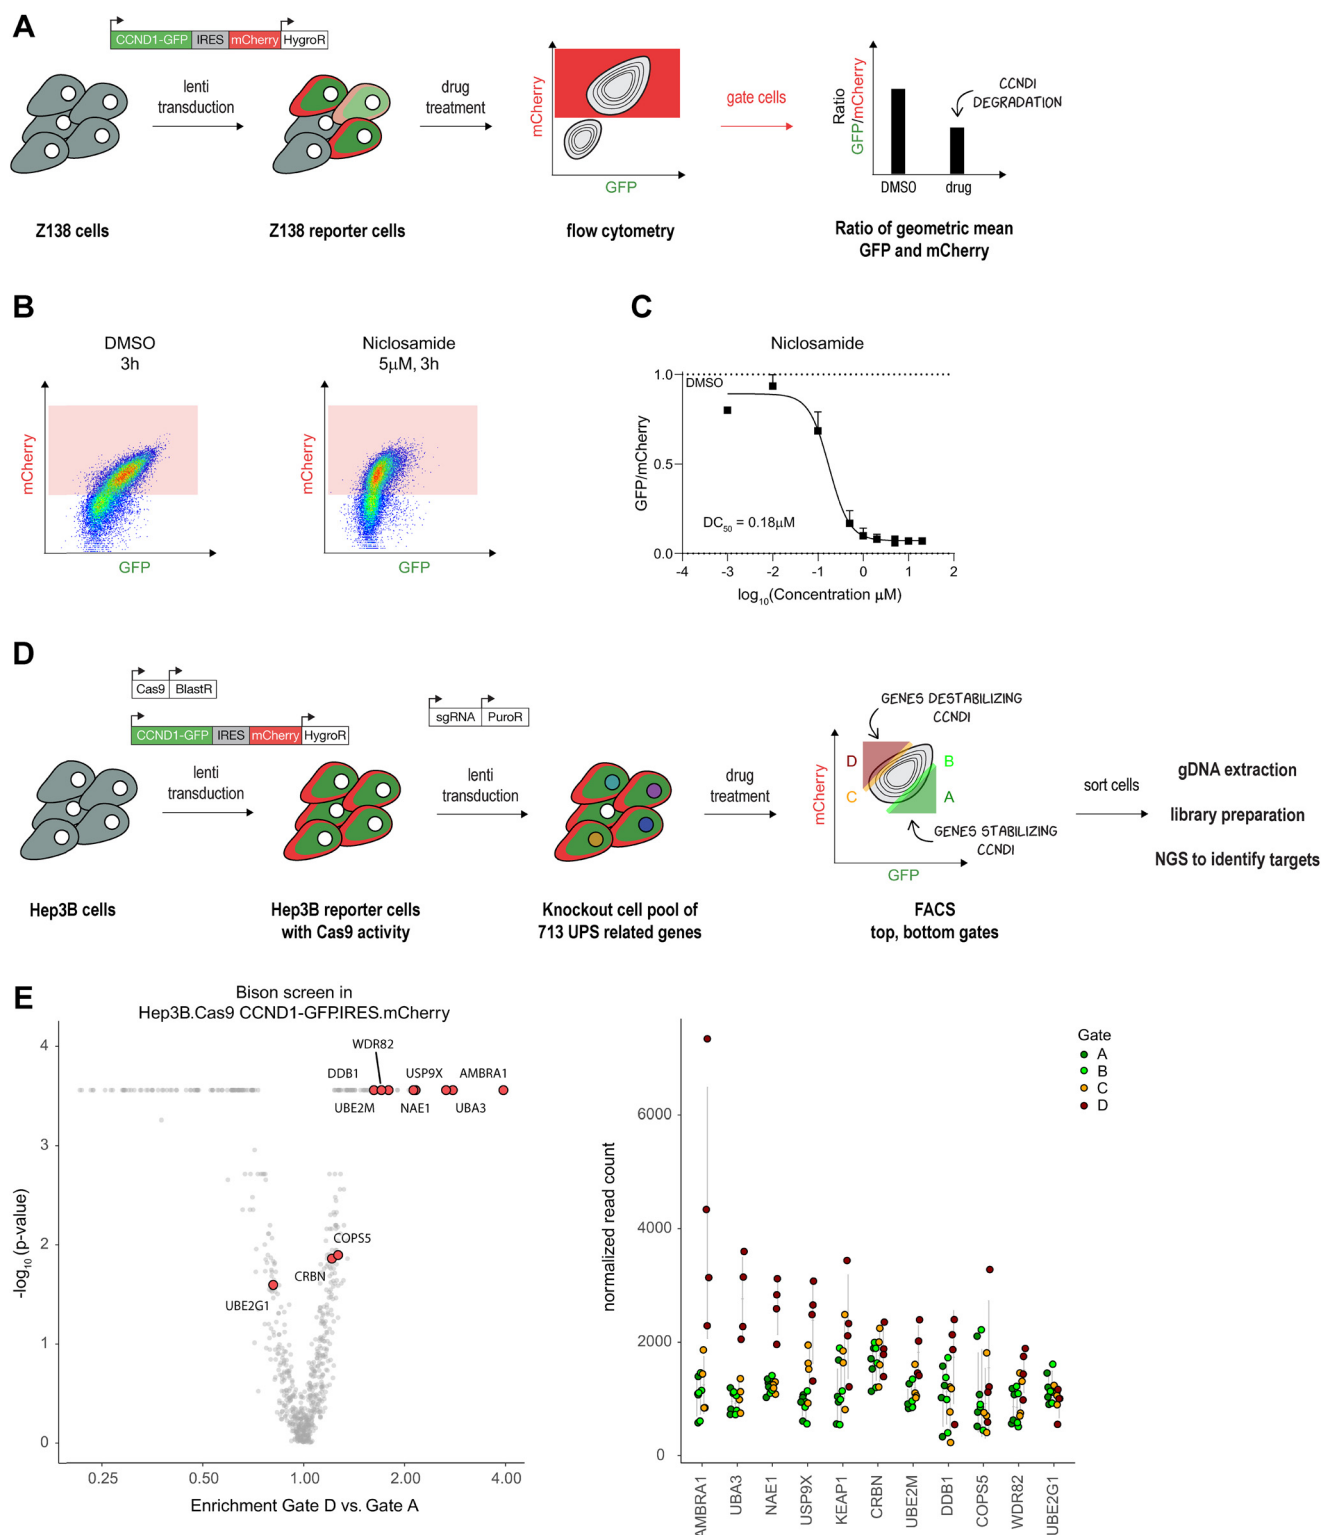 A
CCND1-GFP IRES mCherry HygroR
lenti
transduction
drug
treatment
mCherry
GFP
gate cells
Ratio
GFP/mCherry
CCND1
DEGRADATION
DMSO drug
Z138 cells
Z138 reporter cells
flow cytometry
Ratio of geometric mean
GFP and mCherry
B
DMSO
3h
mCherry
GFP
Niclosamide
5μM, 3h
mCherry
GFP
C
Niclosamide
GFP/mCherry
1.0
0.5
0.0
DMSO
DC50 = 0.18μM
-4 -3 -2 -1 0 1 2
log10(Concentration μM)
D
Cas9 BlastR
CCND1-GFP IRES mCherry HygroR
sgRNA PuroR
lenti
transduction
lenti
transduction
drug
treatment
GENES DESTABILIZING
CCND1
D
B
C
A
mCherry
GFP
GENES STABILIZING
CCND1
sort cells
gDNA extraction
library preparation
NGS to identify targets
Hep3B cells
Hep3B reporter cells
with Cas9 activity
Knockout cell pool of
713 UPS related genes
FACS
top, bottom gates
E
Bison screen in
Hep3B.Cas9 CCND1-GFP.IRES.mCherry
-log10 (p-value)
4
3
2
1
0
WDR82
DDB1 USP9X AMBRA1
UBE2M NAE1 UBA3
COPS5
CRBN
UBE2G1
0.25 0.50 1.00 2.00 4.00
Enrichment Gate D vs. Gate A
normalized read count
6000
4000
2000
0
Gate
A
B
C
D
AMBRA1
UBA3
NAE1
USP9X
KEAP1
CRBN
UBE2M
DDB1
COPS5
WDR82
UBE2G1